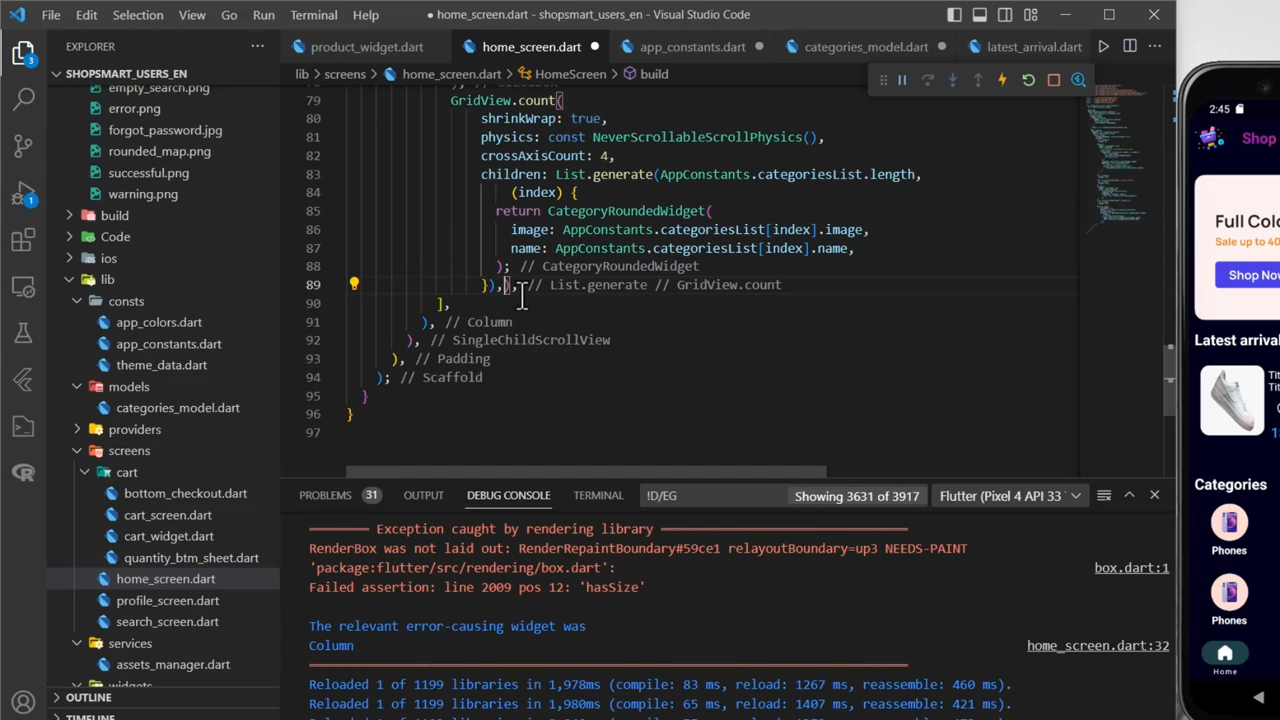 File Edit Selection View Go Run Terminal Help
● home_screen.dart - shopsmart_users_en - Visual Studio Code
EXPLORER
product_widget.dart
home_screen.dart ●
app_constants.dart ●
categories_model.dart ●
latest_arrival.dart
SHOPSMART_USERS_EN
lib > screens > home_screen.dart > HomeScreen > build
empty_search.png
error.png
forgot_password.jpg
rounded_map.png
successful.png
warning.png
build
Code
ios
lib
consts
app_colors.dart
app_constants.dart
theme_data.dart
models
categories_model.dart
providers
screens
cart
bottom_checkout.dart
cart_screen.dart
cart_widget.dart
quantity_btm_sheet.dart
home_screen.dart
profile_screen.dart
search_screen.dart
services
assets_manager.dart
widgets
OUTLINE
TIMELINE
3
1
79 GridView.count(
80 shrinkWrap: true,
81 physics: const NeverScrollableScrollPhysics(),
82 crossAxisCount: 4,
83 children: List.generate(AppConstants.categoriesList.length,
84 (index) {
85 return CategoryRoundedWidget(
86 image: AppConstants.categoriesList[index].image,
87 name: AppConstants.categoriesList[index].name,
88 ); // CategoryRoundedWidget
89 }),), // List.generate // GridView.count
90 ],
91 ), // Column
92 ), // SingleChildScrollView
93 ), // Padding
94 ); // Scaffold
95 }
96 }
97
PROBLEMS 31 OUTPUT DEBUG CONSOLE TERMINAL !D/EG Showing 3631 of 3917 Flutter (Pixel 4 API 33
Exception caught by rendering library
RenderBox was not laid out: RenderRepaintBoundary#59ce1 relayoutBoundary=up3 NEEDS-PAINT
'package:flutter/src/rendering/box.dart': box.dart:1
Failed assertion: line 2009 pos 12: 'hasSize'
The relevant error-causing widget was
Column home_screen.dart:32
Reloaded 1 of 1199 libraries in 1,978ms (compile: 83 ms, reload: 1267 ms, reassemble: 460 ms).
Reloaded 1 of 1199 libraries in 1,980ms (compile: 65 ms, reload: 1407 ms, reassemble: 421 ms).
2:45
Shop
Full Colo
Sale up to 40
Shop Nov
Latest arrival
Tit
Tit
Categories
Phones
Phones
Home